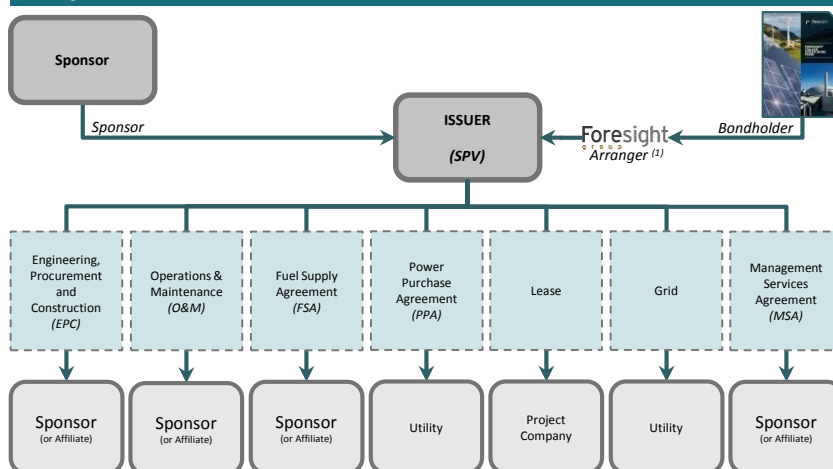 Sponsor
Sponsor
ISSUER
(SPV)
Foresight
group
Arranger (1)
Bondholder
Engineering,
Procurement
and
Construction
(EPC)
Operations &
Maintenance
(O&M)
Fuel Supply
Agreement
(FSA)
Power
Purchase
Agreement
(PPA)
Lease
Grid
Management
Services
Agreement
(MSA)
Sponsor
(or Affiliate)
Sponsor
(or Affiliate)
Sponsor
(or Affiliate)
Utility
Project
Company
Utility
Sponsor
(or Affiliate)